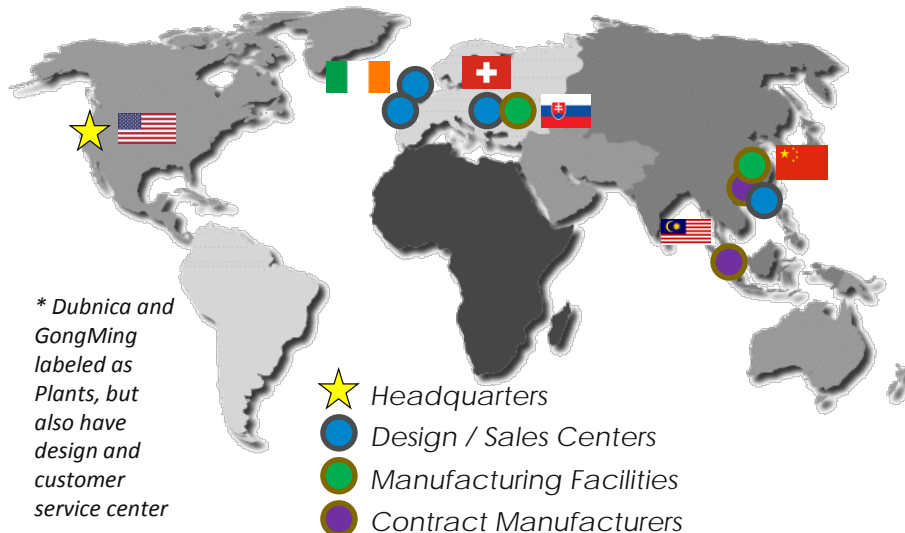 * Dubnica and
GongMing
labeled as
Plants, but
also have
design and
customer
service center
Headquarters
Design / Sales Centers
Manufacturing Facilities
Contract Manufacturers